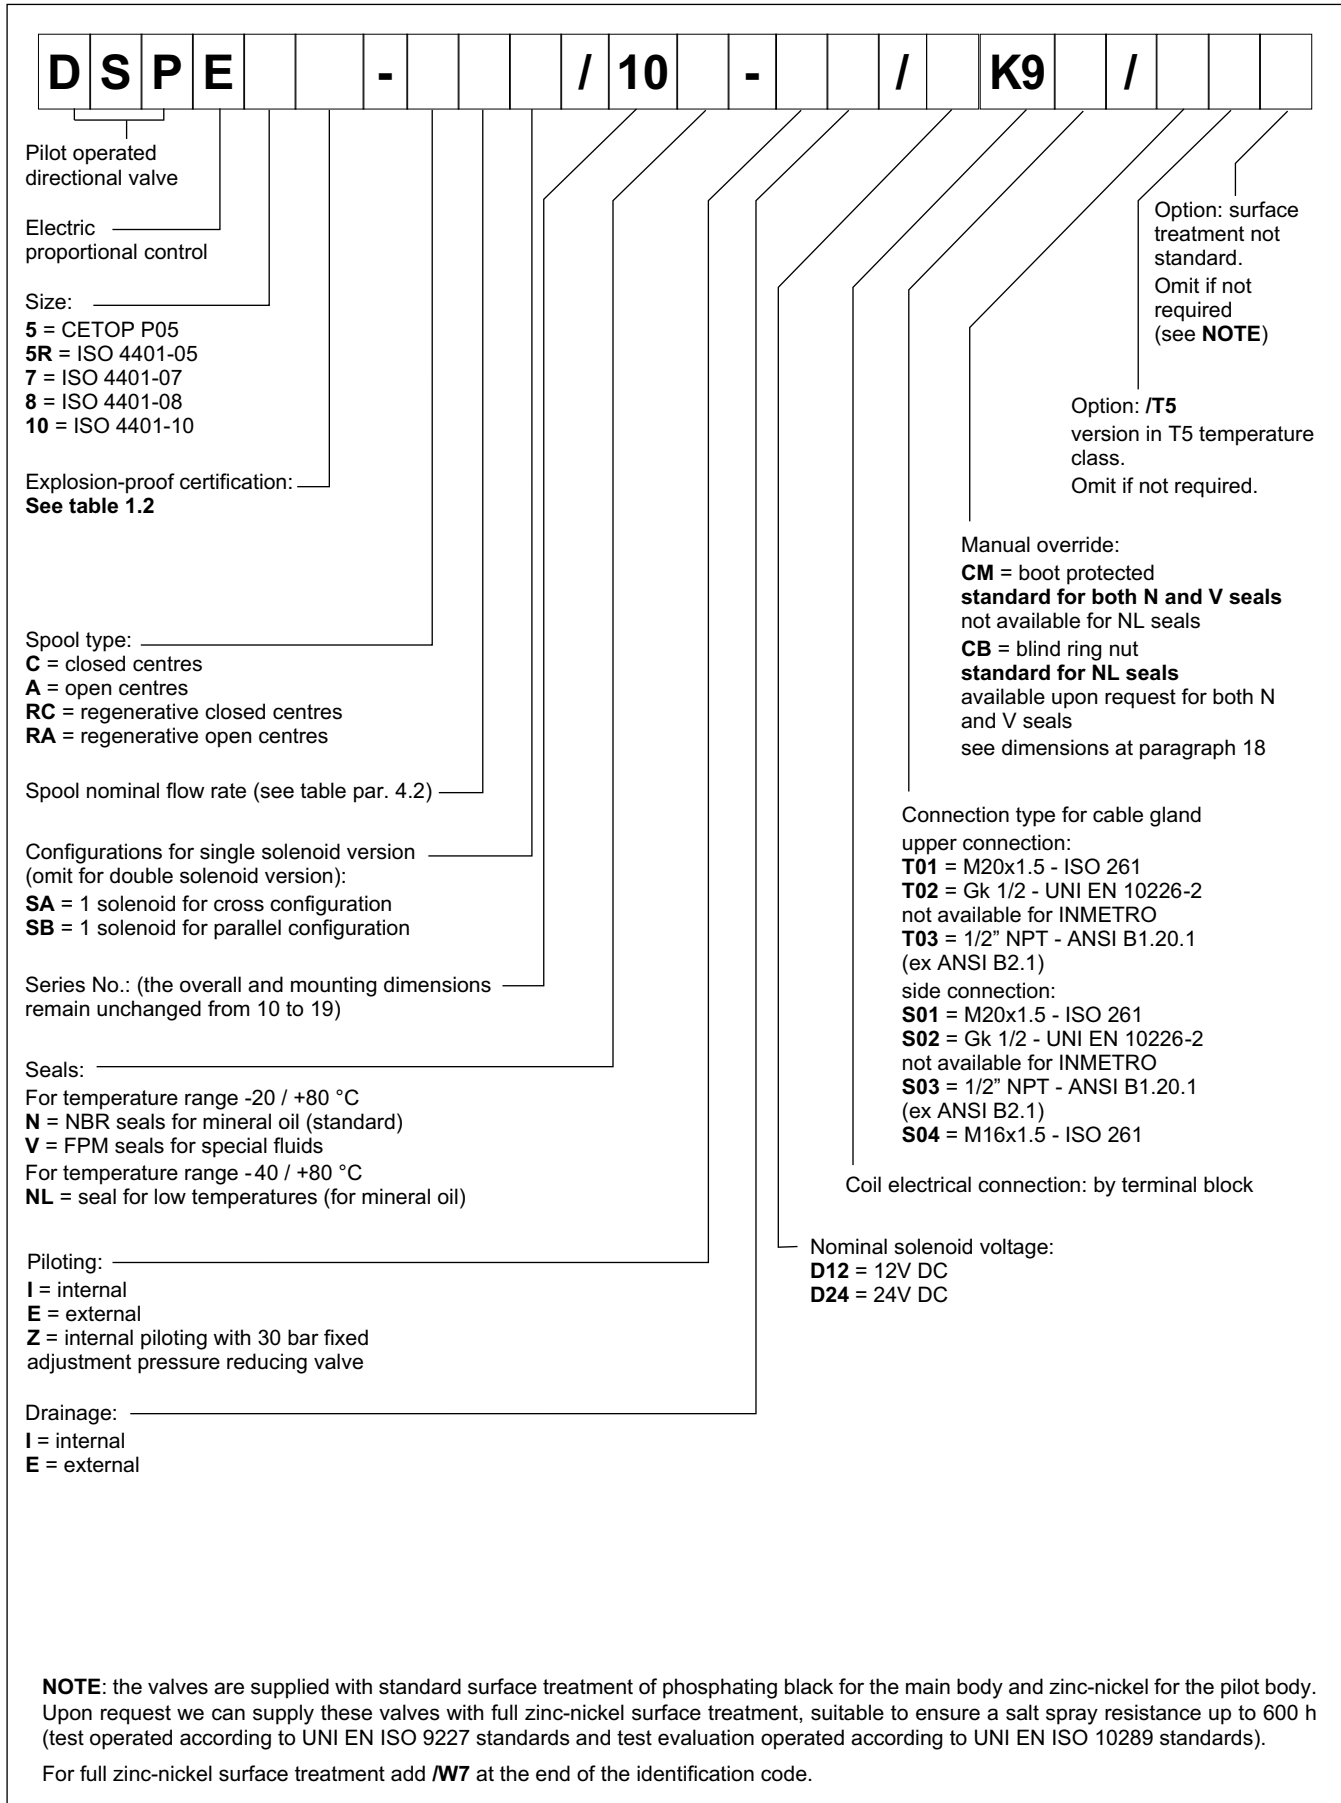 DSPE - / 10 - / K9 /
Pilot operated
directional valve
Electric
proportional control
Size:
5 = CETOP P05
5R = ISO 4401-05
7 = ISO 4401-07
8 = ISO 4401-08
10 = ISO 4401-10
Explosion-proof certification:
See table 1.2
Spool type:
C = closed centres
A = open centres
RC = regenerative closed centres
RA = regenerative open centres
Spool nominal flow rate (see table par. 4.2)
Configurations for single solenoid version
(omit for double solenoid version):
SA = 1 solenoid for cross configuration
SB = 1 solenoid for parallel configuration
Series No.: (the overall and mounting dimensions
remain unchanged from 10 to 19)
Seals:
For temperature range -20 / +80 °C
N = NBR seals for mineral oil (standard)
V = FPM seals for special fluids
For temperature range -40 / +80 °C
NL = seal for low temperatures (for mineral oil)
Piloting:
I = internal
E = external
Z = internal piloting with 30 bar fixed
adjustment pressure reducing valve
Drainage:
I = internal
E = external
Option: surface
treatment not
standard.
Omit if not
required
(see NOTE)
Option: /T5
version in T5 temperature
class.
Omit if not required.
Manual override:
CM = boot protected
standard for both N and V seals
not available for NL seals
CB = blind ring nut
standard for NL seals
available upon request for both N
and V seals
see dimensions at paragraph 18
Connection type for cable gland
upper connection:
T01 = M20x1.5 - ISO 261
T02 = Gk 1/2 - UNI EN 10226-2
not available for INMETRO
T03 = 1/2” NPT - ANSI B1.20.1
(ex ANSI B2.1)
side connection:
S01 = M20x1.5 - ISO 261
S02 = Gk 1/2 - UNI EN 10226-2
not available for INMETRO
S03 = 1/2” NPT - ANSI B1.20.1
(ex ANSI B2.1)
S04 = M16x1.5 - ISO 261
Coil electrical connection: by terminal block
Nominal solenoid voltage:
D12 = 12V DC
D24 = 24V DC
NOTE: the valves are supplied with standard surface treatment of phosphating black for the main body and zinc-nickel for the pilot body.
Upon request we can supply these valves with full zinc-nickel surface treatment, suitable to ensure a salt spray resistance up to 600 h
(test operated according to UNI EN ISO 9227 standards and test evaluation operated according to UNI EN ISO 10289 standards).
For full zinc-nickel surface treatment add /W7 at the end of the identification code.